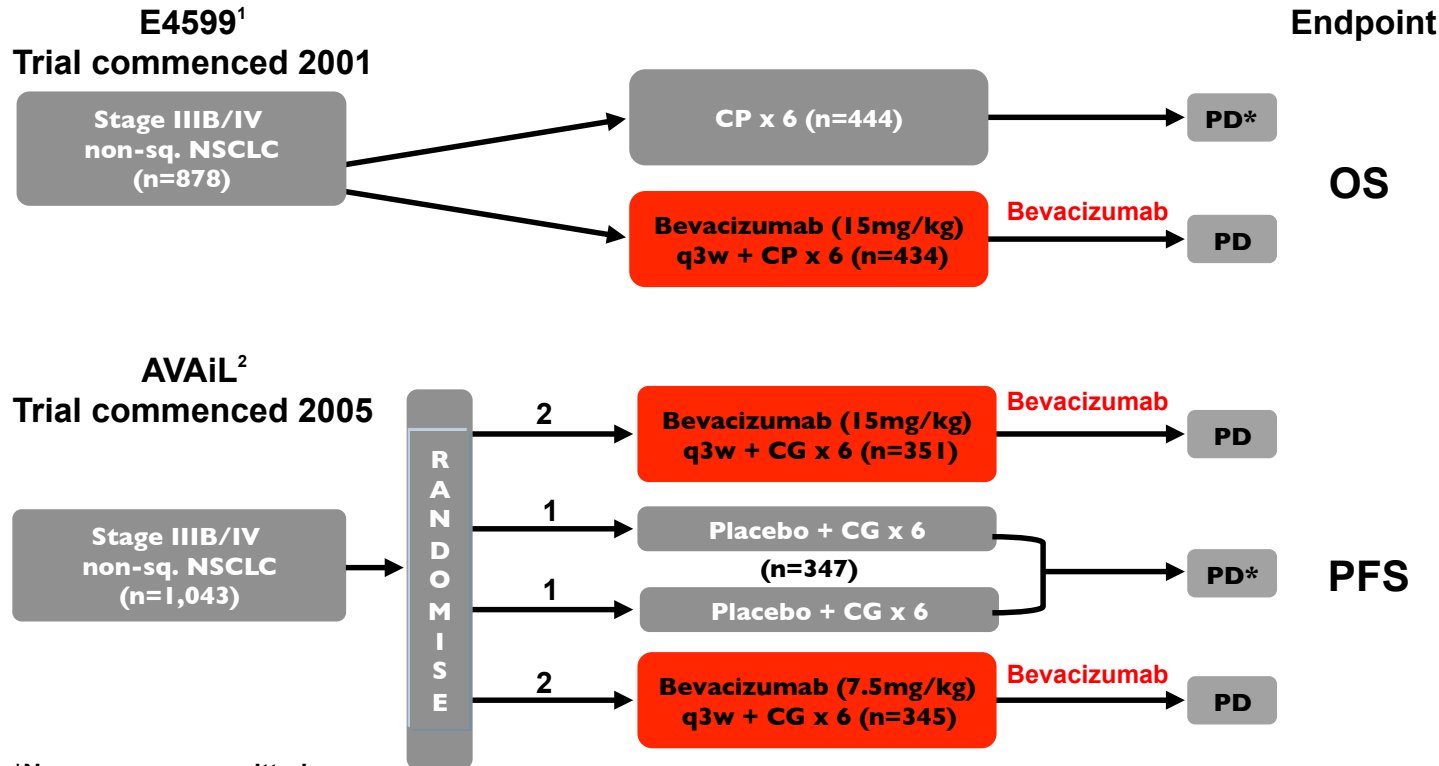 E4599¹
Trial commenced 2001
Endpoint
Stage IIIB/IV
non-sq. NSCLC
(n=878)
CP x 6 (n=444)
PD*
Bevacizumab (15mg/kg)
q3w + CP x 6 (n=434)
Bevacizumab
PD
OS
AVAiL²
Trial commenced 2005
Stage IIIB/IV
non-sq. NSCLC
(n=1,043)
RANDOMISE
2
Bevacizumab (15mg/kg)
q3w + CG x 6 (n=351)
Bevacizumab
PD
1
Placebo + CG x 6
(n=347)
1
Placebo + CG x 6
PD*
PFS
2
Bevacizumab (7.5mg/kg)
q3w + CG x 6 (n=345)
Bevacizumab
PD